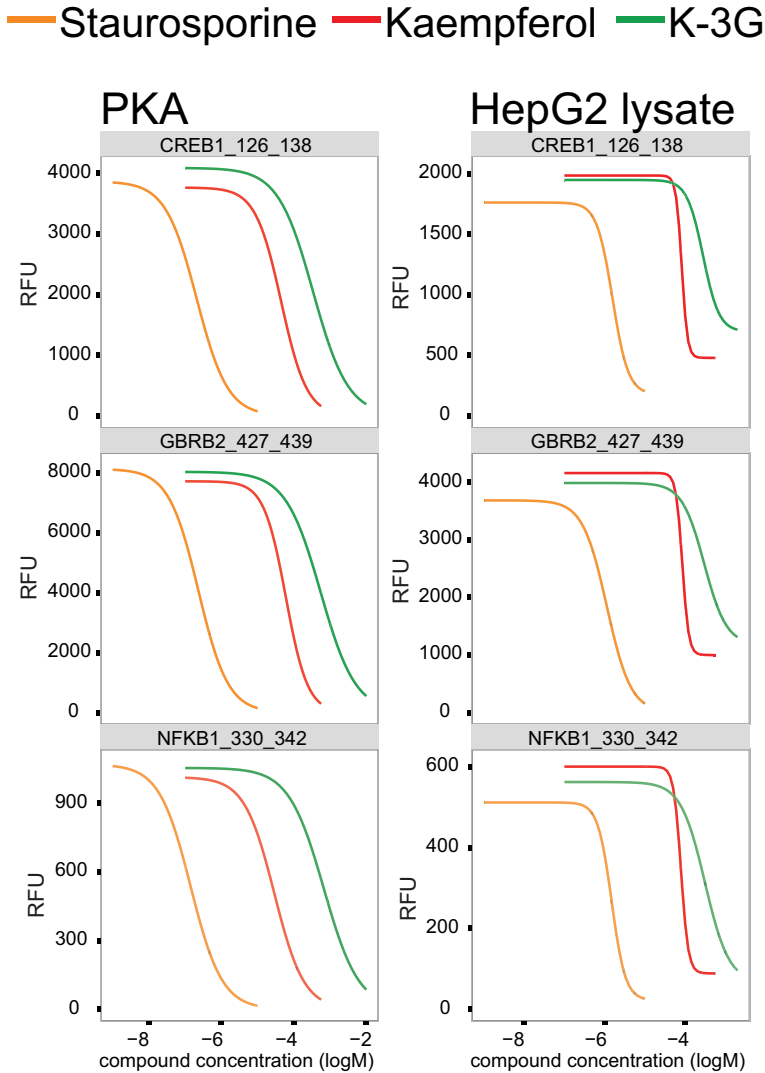 Staurosporine Kaempferol K-3G
PKA
HepG2 lysate
CREB1_126_138
4000
3000
2000
1000
0
RFU
CREB1_126_138
2000
1500
1000
500
0
RFU
GBRB2_427_439
8000
6000
4000
2000
0
RFU
GBRB2_427_439
4000
3000
2000
1000
0
RFU
NFKB1_330_342
900
600
300
0
RFU
−8 −6 −4 −2
compound concentration (logM)
NFKB1_330_342
600
400
200
0
RFU
−8 −6 −4
compound concentration (logM)